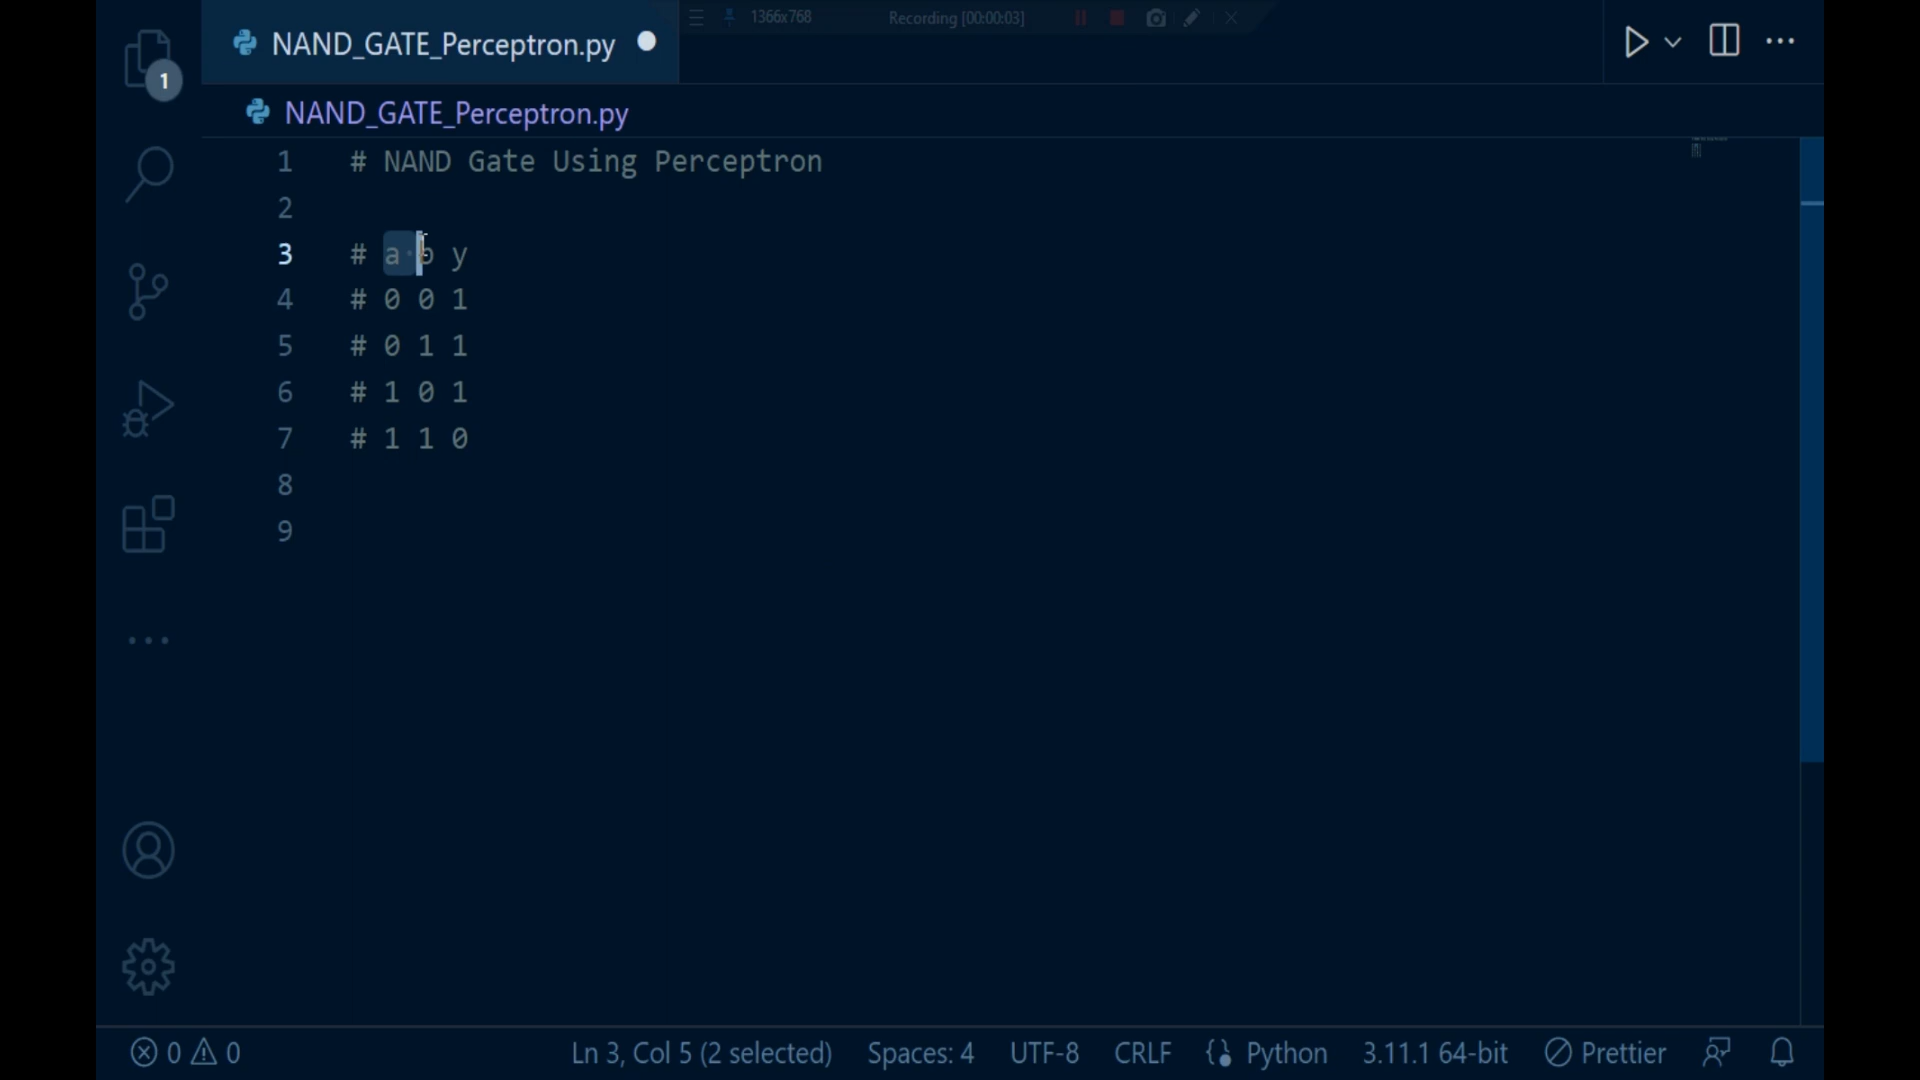 1366x768 Recording [00:00:03]
NAND_GATE_Perceptron.py
1
NAND_GATE_Perceptron.py
1 # NAND Gate Using Perceptron
2
3 # a b y
4 # 0 0 1
5 # 0 1 1
6 # 1 0 1
7 # 1 1 0
8
9
0 0 Ln 3, Col 5 (2 selected) Spaces: 4 UTF-8 CRLF Python 3.11.1 64-bit Prettier